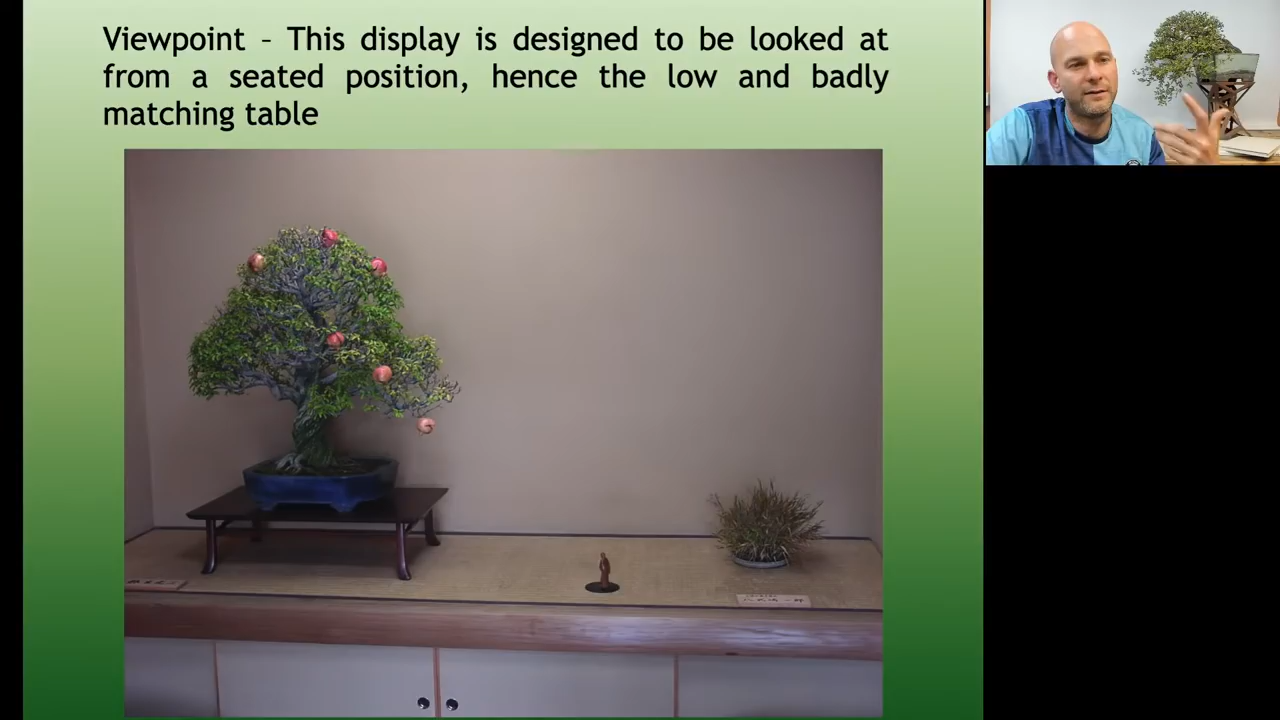 Viewpoint – This display is designed to be looked at
from a seated position, hence the low and badly
matching table